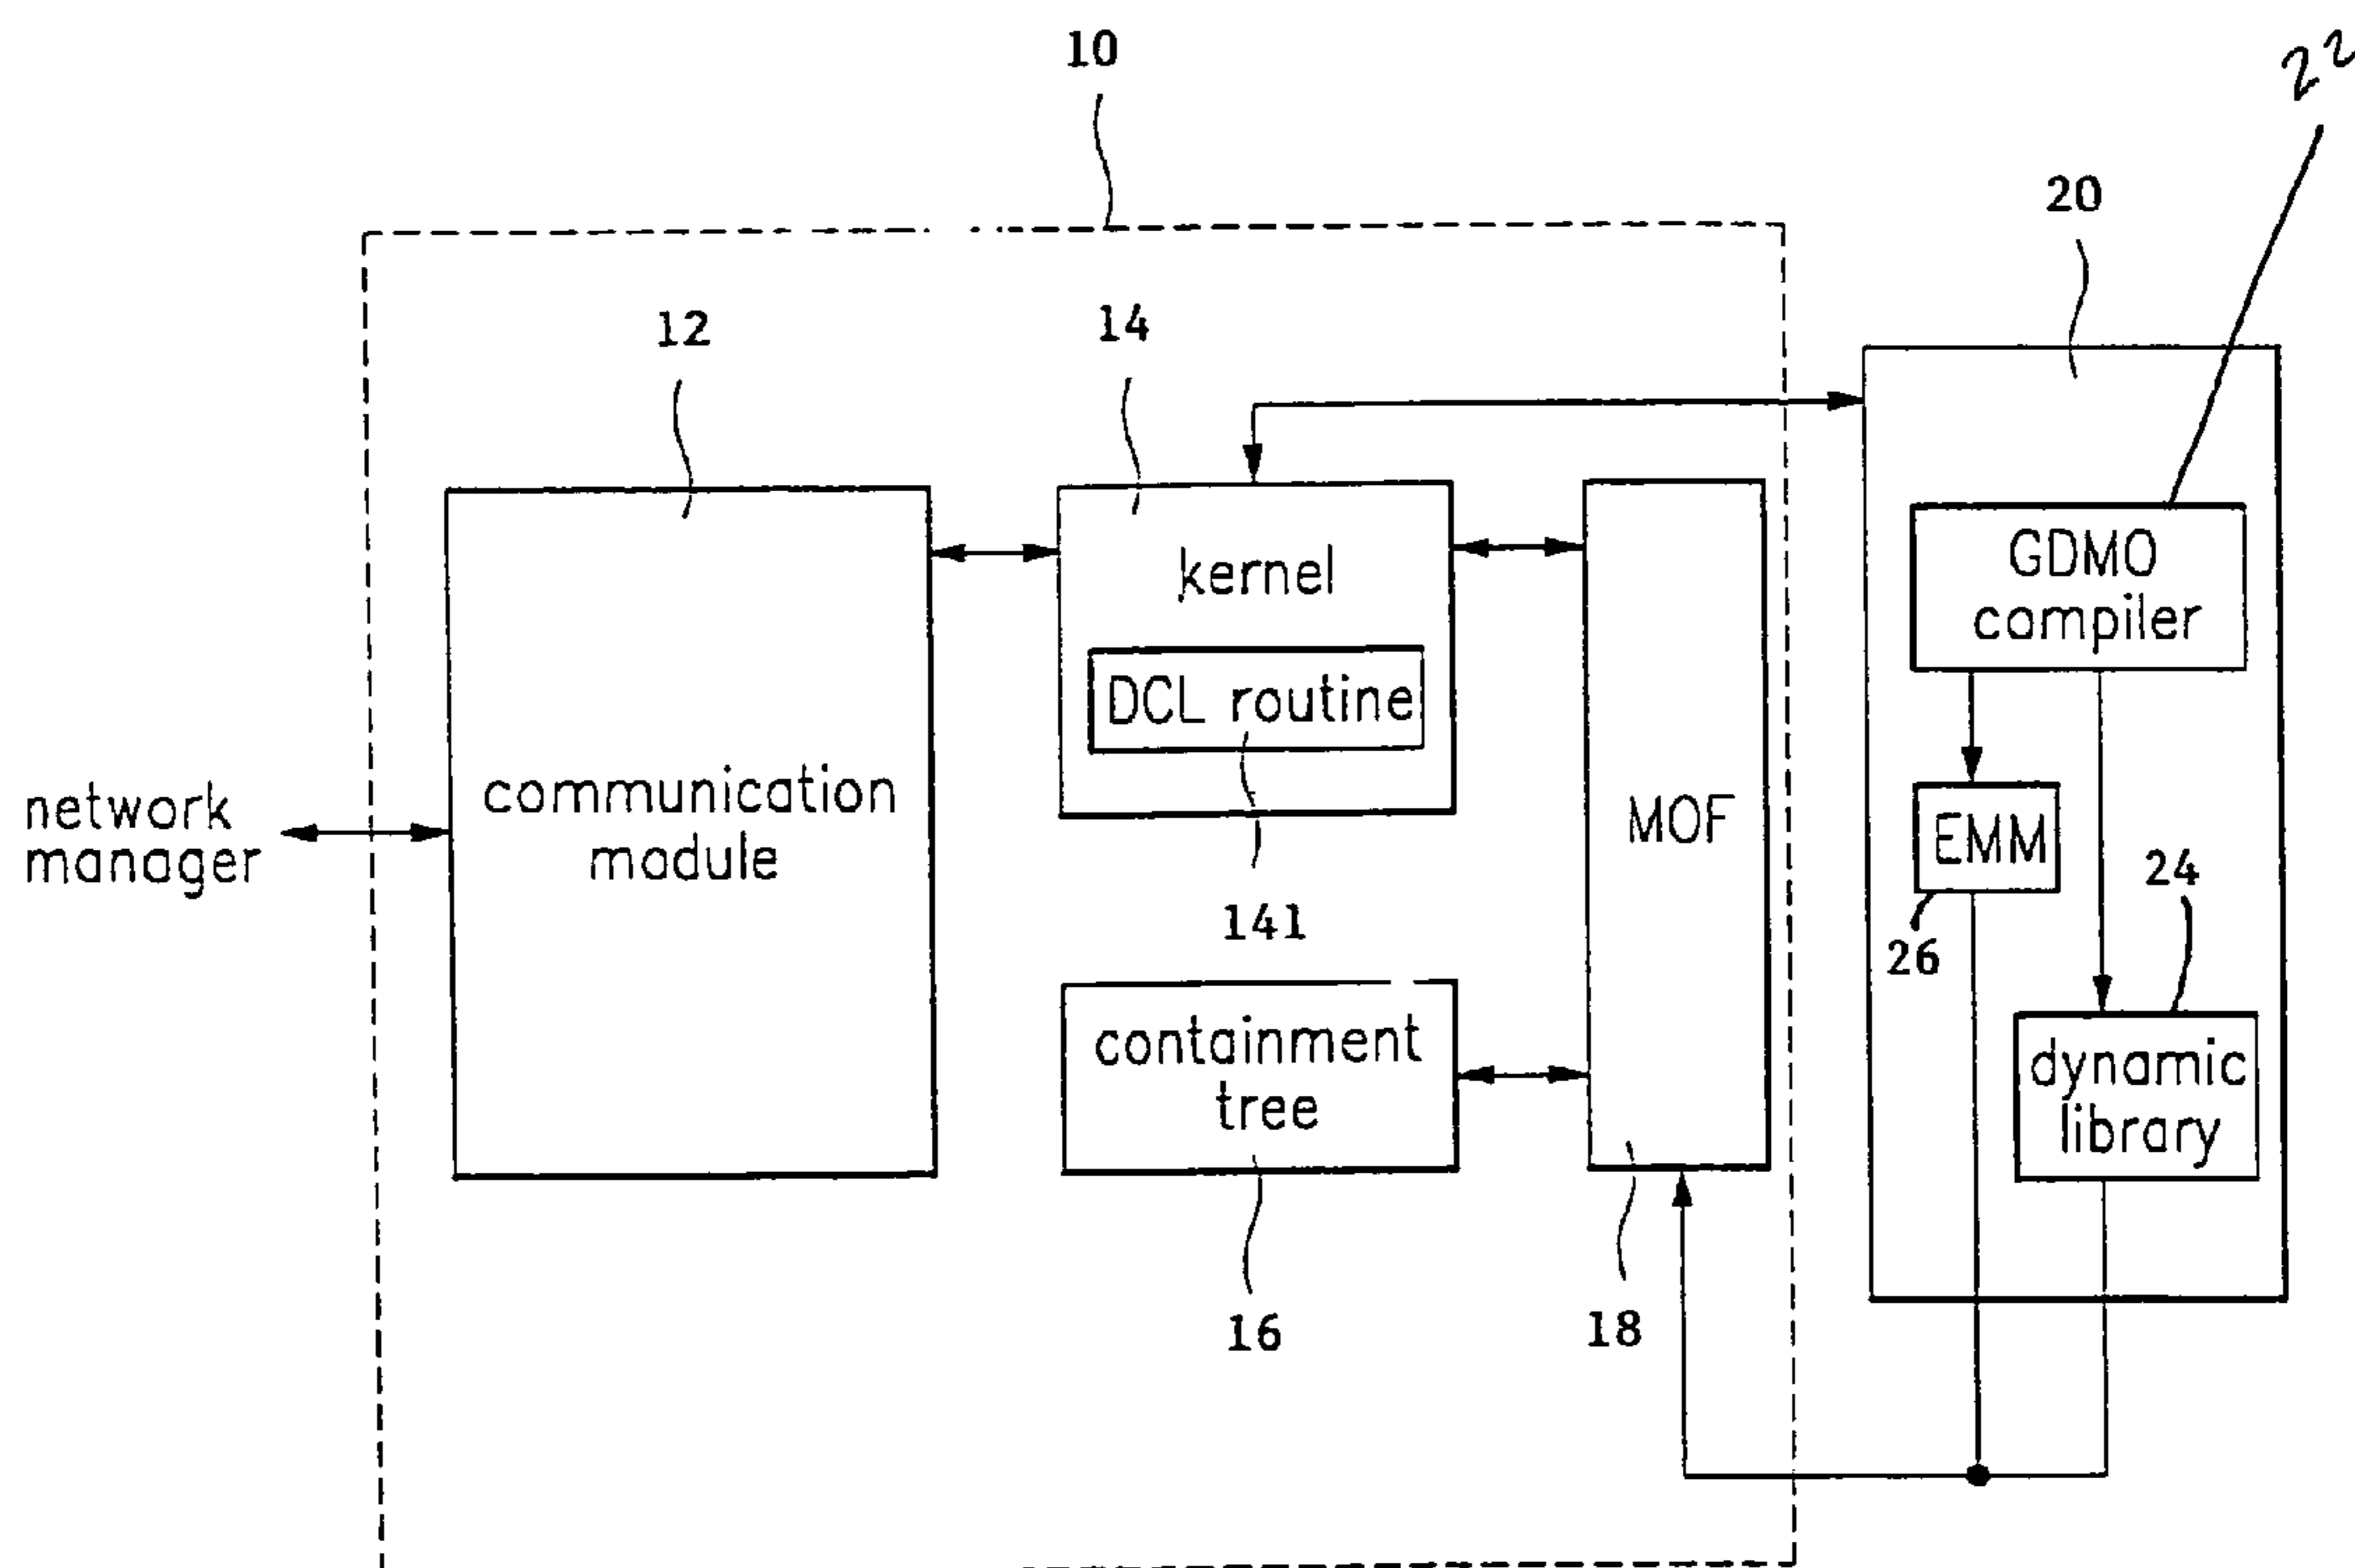 10
22
20
12
14
kernel
DCL routine
141
communication
module
network
manager
containment
tree
16
MOF
18
GDMO
compiler
EMM
26
24
dynamic
library